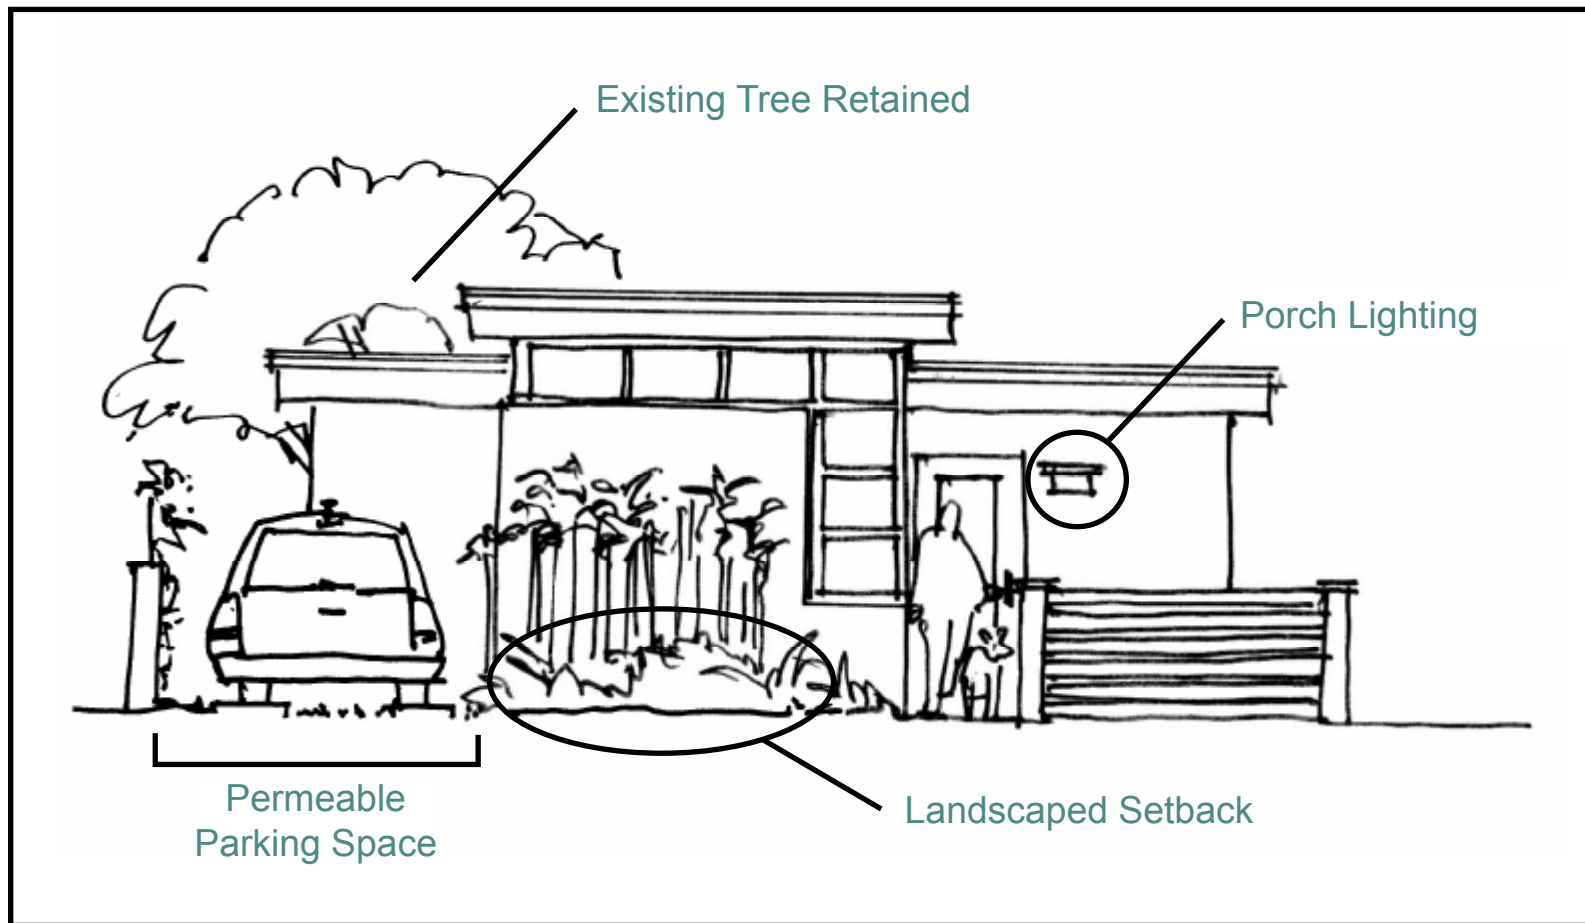 Existing Tree Retained
Porch Lighting
Permeable
Parking Space
Landscaped Setback